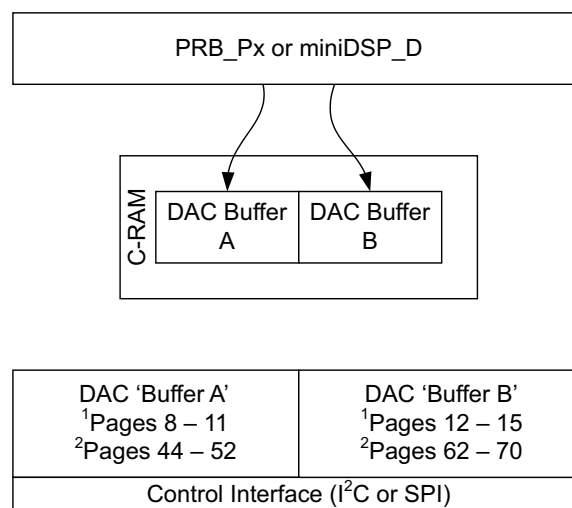 PRB_Px or miniDSP_D
C-RAM
DAC Buffer
A
DAC Buffer
B
DAC ‘Buffer A’
¹Pages 8 – 11
²Pages 44 – 52
DAC ‘Buffer B’
¹Pages 12 – 15
²Pages 62 – 70
Control Interface (I²C or SPI)